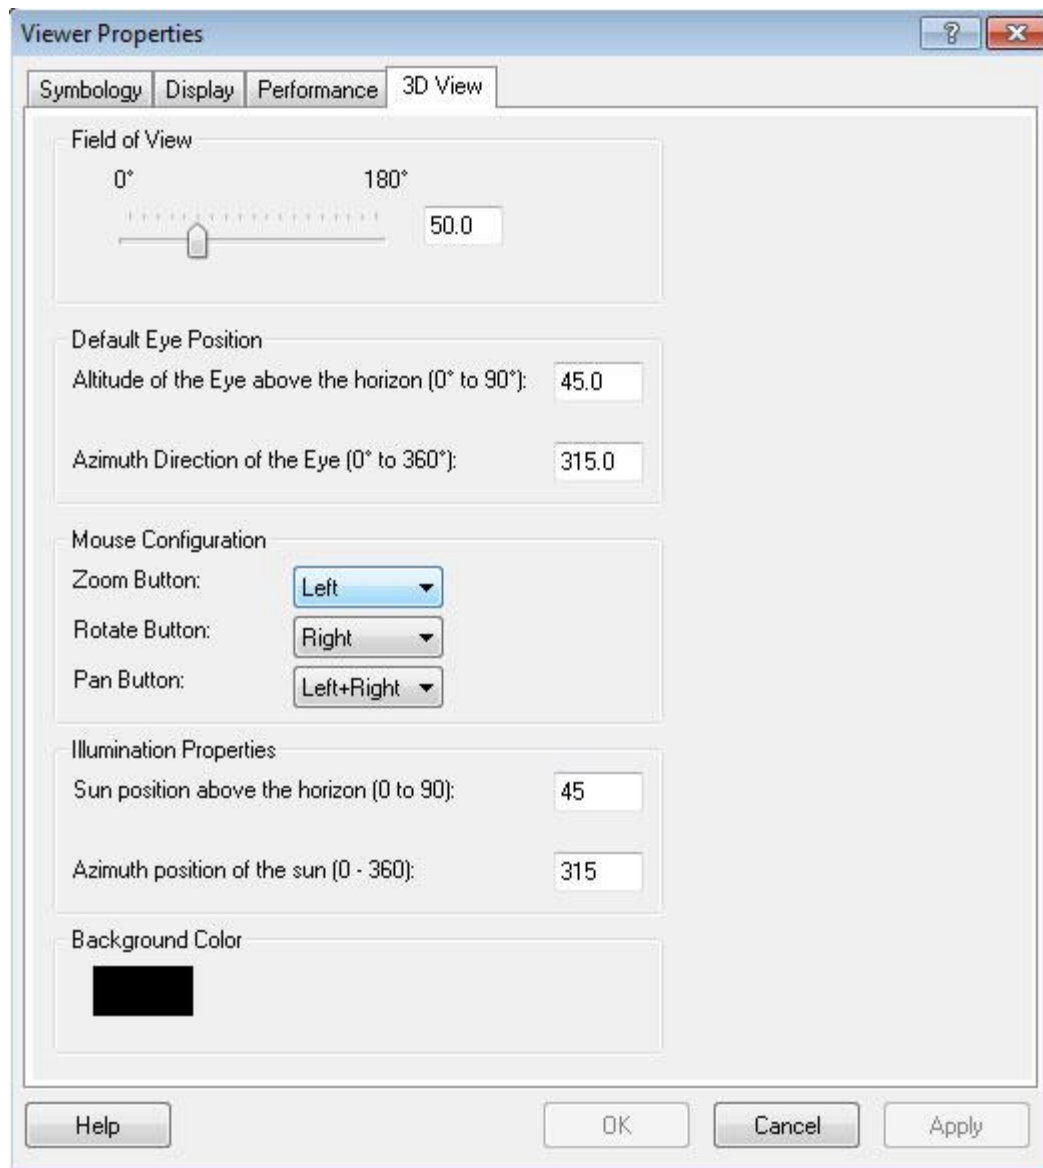 Viewer Properties
Symbology Display Performance 3D View
Field of View
0° 180°
50.0
Default Eye Position
Altitude of the Eye above the horizon (0° to 90°): 45.0
Azimuth Direction of the Eye (0° to 360°): 315.0
Mouse Configuration
Zoom Button: Left
Rotate Button: Right
Pan Button: Left+Right
Illumination Properties
Sun position above the horizon (0 to 90): 45
Azimuth position of the sun (0 - 360): 315
Background Color
Help OK Cancel Apply